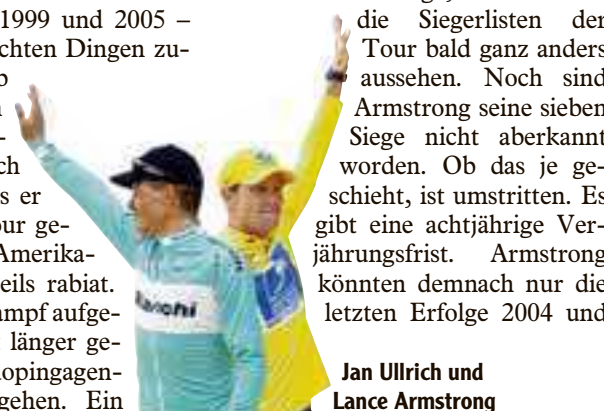 1999 und 2005 –
chten Dingen zu-
b
-
ch
s er
our ge-
Amerika-
eils rabiat.
ampf aufge-
länger ge-
opingagen-
gehen. Ein
die Siegerlisten der
Tour bald ganz anders
aussehen. Noch sind
Armstrong seine sieben
Siege nicht aberkannt
worden. Ob das je ge-
schieht, ist umstritten. Es
gibt eine achtjährige Ver-
jährungsfrist. Armstrong
könnten demnach nur die
letzten Erfolge 2004 und
Bianchi
Jan Ullrich und
Lance Armstrong